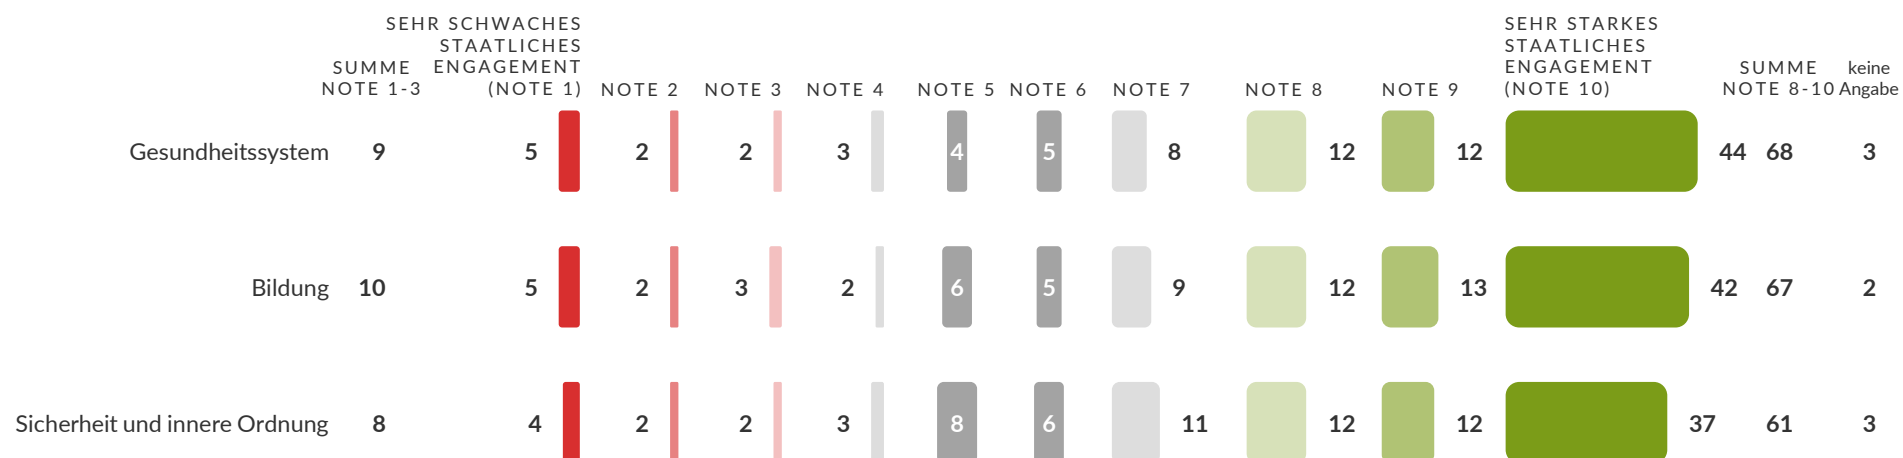 SUMME
NOTE 1-3
SEHR SCHWACHES
STAATLICHES
ENGAGEMENT
(NOTE 1)
NOTE 2
NOTE 3
NOTE 4
NOTE 5
NOTE 6
NOTE 7
NOTE 8
NOTE 9
SEHR STARKES
STAATLICHES
ENGAGEMENT
(NOTE 10)
SUMME
NOTE 8-10
keine
Angabe
Gesundheitssystem 9 5 2 2 3 4 5 8 12 12 44 68 3
Bildung 10 5 2 3 2 6 5 9 12 13 42 67 2
Sicherheit und innere Ordnung 8 4 2 2 3 8 6 11 12 12 37 61 3